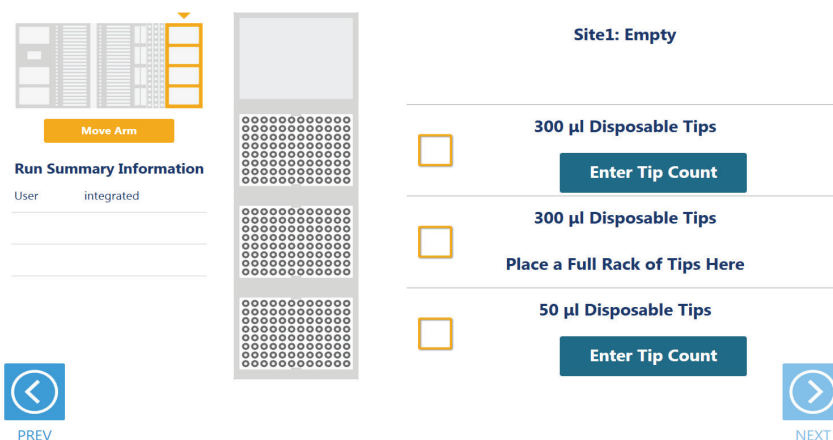 Move Arm
Run Summary Information
User integrated
Site1: Empty
300 µl Disposable Tips
Enter Tip Count
300 µl Disposable Tips
Place a Full Rack of Tips Here
50 µl Disposable Tips
Enter Tip Count
PREV
NEXT